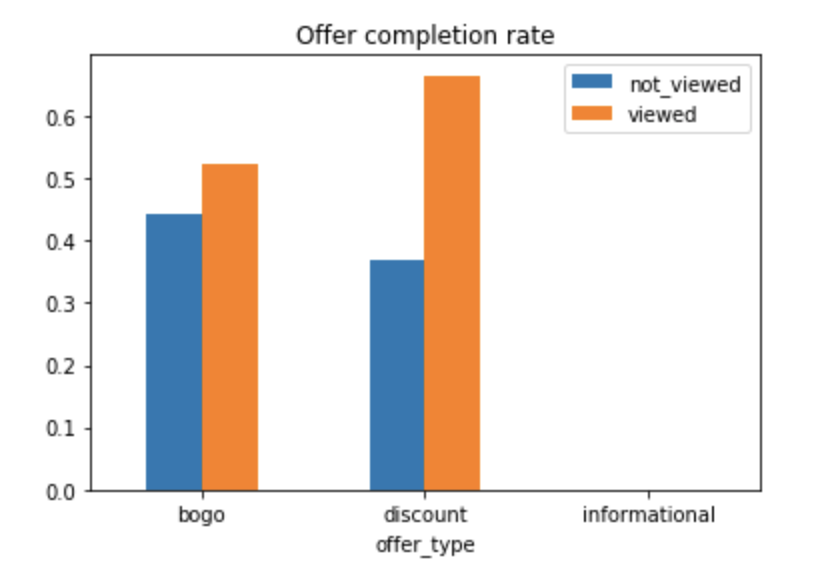 Offer completion rate
not_viewed
viewed
0.6
0.5
0.4
0.3
0.2
0.1
0.0
bogo discount informational
offer_type